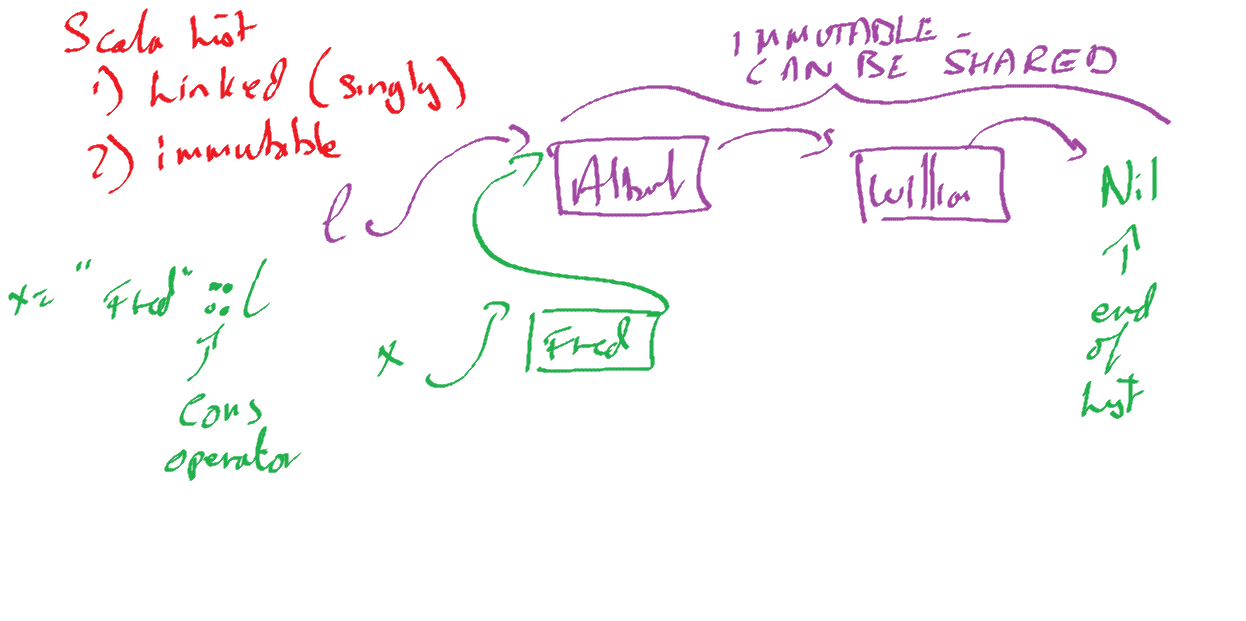 Scala List
1) Linked (singly)
2) immutable
IMMUTABLE -
CAN BE SHARED
l
Albert
William
Nil
x= "Fred" :: l
x
Fred
cons
operator
end
of
list